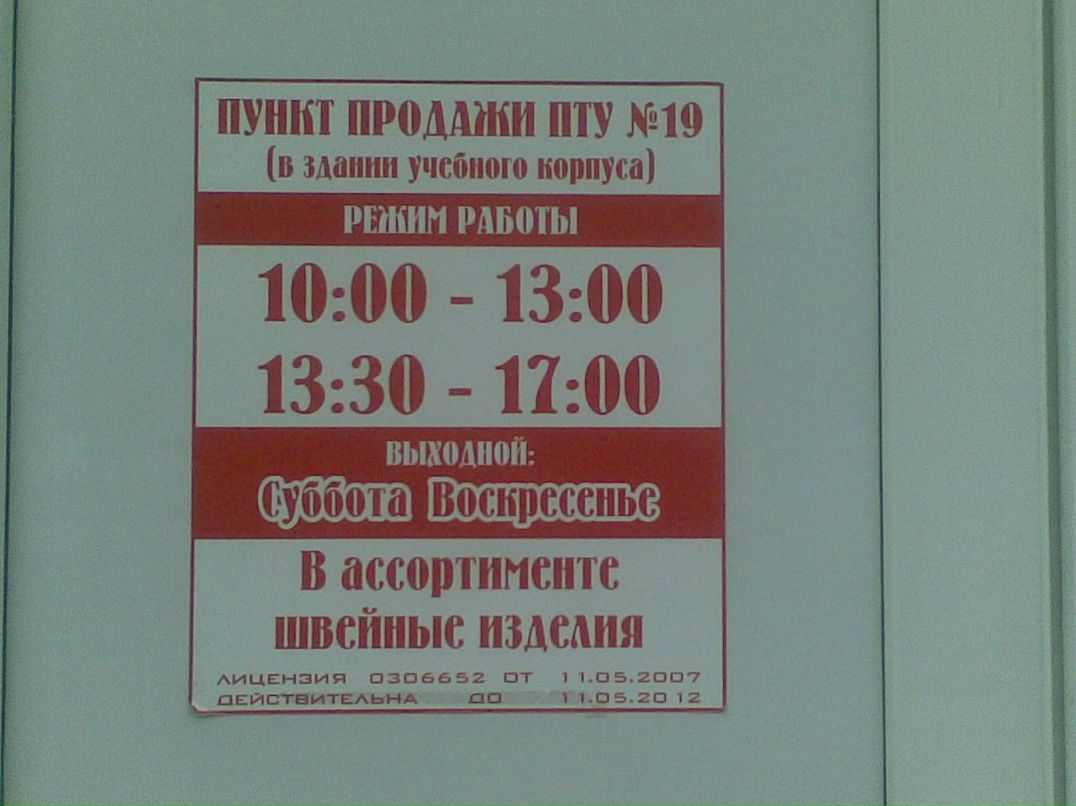 ПУНКТ ПРОДАЖИ ПТУ №19
(в здании учебного корпуса)
РЕЖИМ РАБОТЫ
10:00 - 13:00
13:30 - 17:00
ВЫХОДНОЙ:
Суббота Воскресенье
В ассортименте
швейные изделия
ЛИЦЕНЗИЯ 0306652 ОТ 11.05.2007
ДЕЙСТВИТЕЛЬНА ДО 11.05.2012